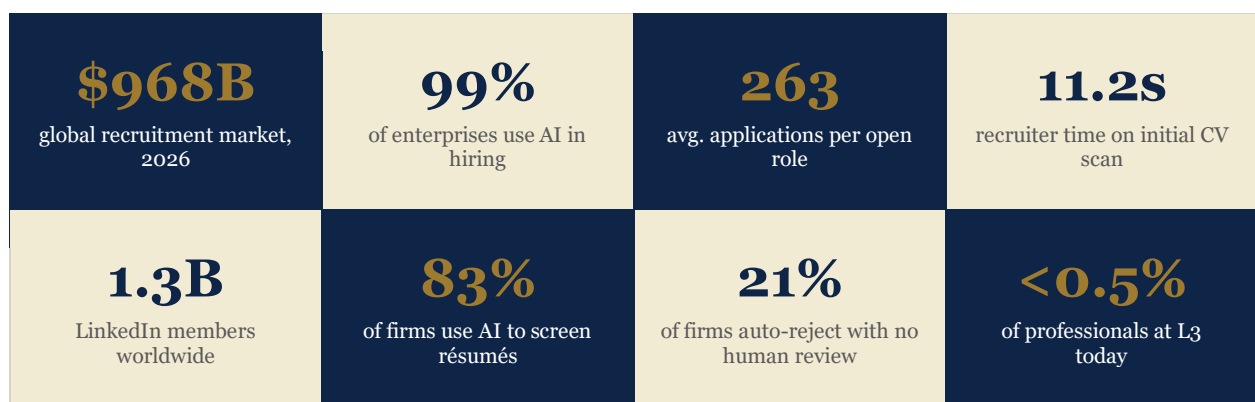 $968B
global recruitment market,
2026
99%
of enterprises use AI in
hiring
263
avg. applications per open
role
11.2s
recruiter time on initial CV
scan
1.3B
LinkedIn members
worldwide
83%
of firms use AI to screen
résumés
21%
of firms auto-reject with no
human review
<0.5%
of professionals at L3
today